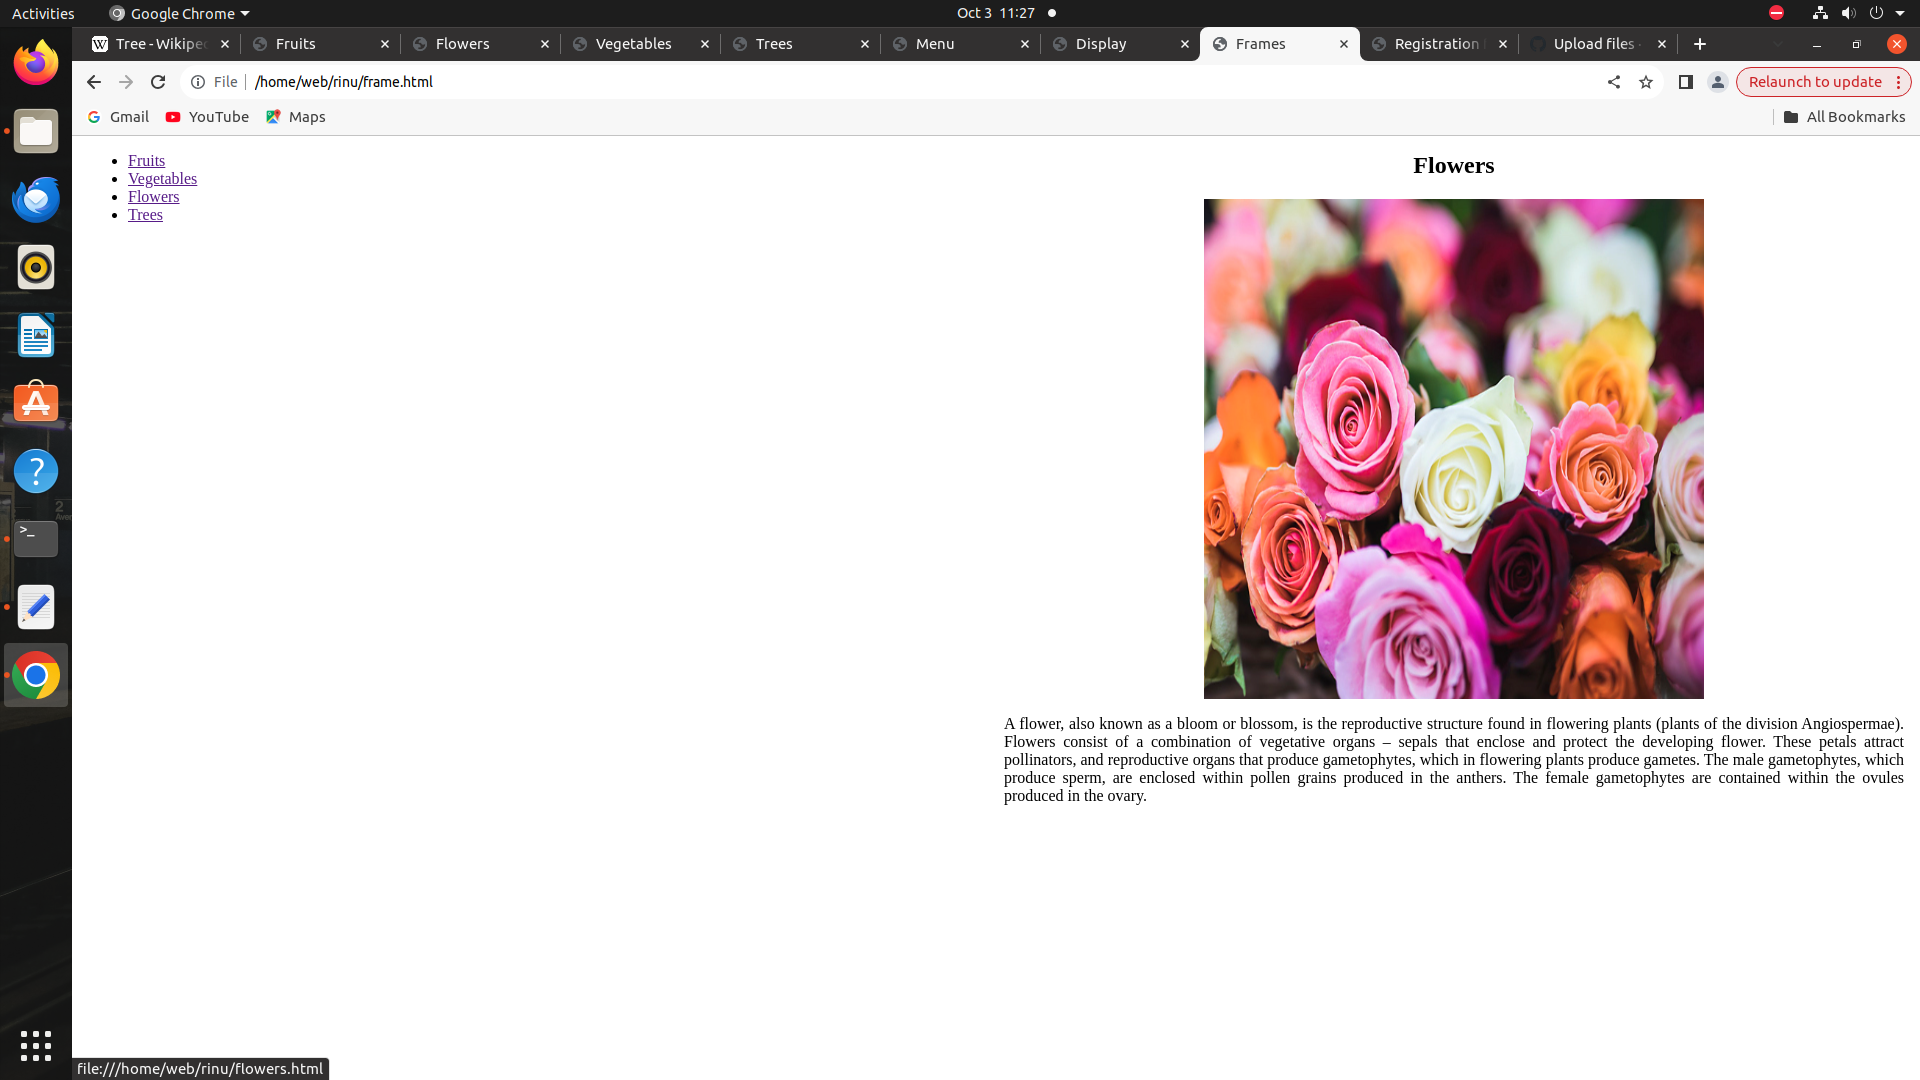 Activities
Google Chrome
Oct 3 11:27
Tree - Wikiped
Fruits
Flowers
Vegetables
Trees
Menu
Display
Frames
Registration
Upload files
File
/home/web/rinu/frame.html
Relaunch to update
Gmail
YouTube
Maps
All Bookmarks
Fruits
Vegetables
Flowers
Trees
Flowers
A flower, also known as a bloom or blossom, is the reproductive structure found in flowering plants (plants of the division Angiospermae).
Flowers consist of a combination of vegetative organs – sepals that enclose and protect the developing flower. These petals attract
pollinators, and reproductive organs that produce gametophytes, which in flowering plants produce gametes. The male gametophytes, which
produce sperm, are enclosed within pollen grains produced in the anthers. The female gametophytes are contained within the ovules
produced in the ovary.
file:///home/web/rinu/flowers.html